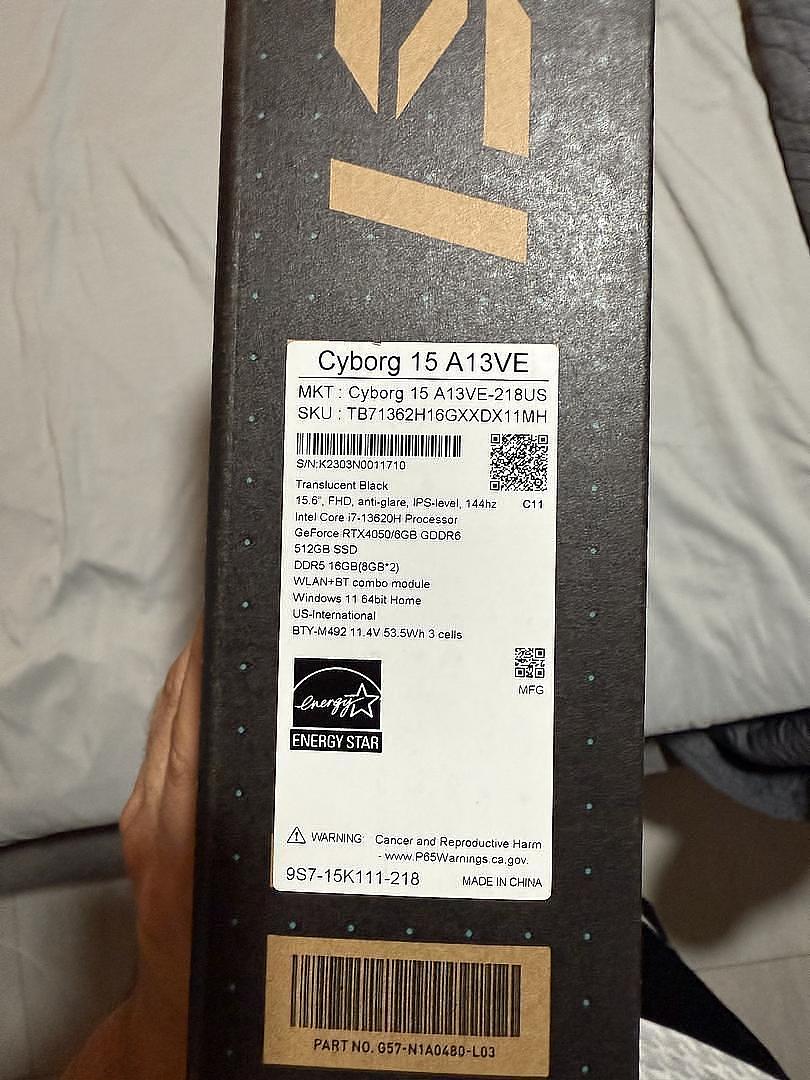 Cyborg 15 A13VE
MKT : Cyborg 15 A13VE-218US
SKU : TB71362H16GXXDX11MH
S/N:K2303N0011710
Translucent Black
15.6", FHD, anti-glare, IPS-level, 144hz
C11
Intel Core i7-13620H Processor
GeForce RTX4050/6GB GDDR6
512GB SSD
DDR5 16GB(8GB*2)
WLAN+BT combo module
Windows 11 64bit Home
US-International
BTY-M492 11.4V 53.5Wh 3 cells
MFG
energy
ENERGY STAR
WARNING: Cancer and Reproductive Harm
- www.P65Warnings.ca.gov.
9S7-15K111-218
MADE IN CHINA
PART NO. G57-N1A0480-L03